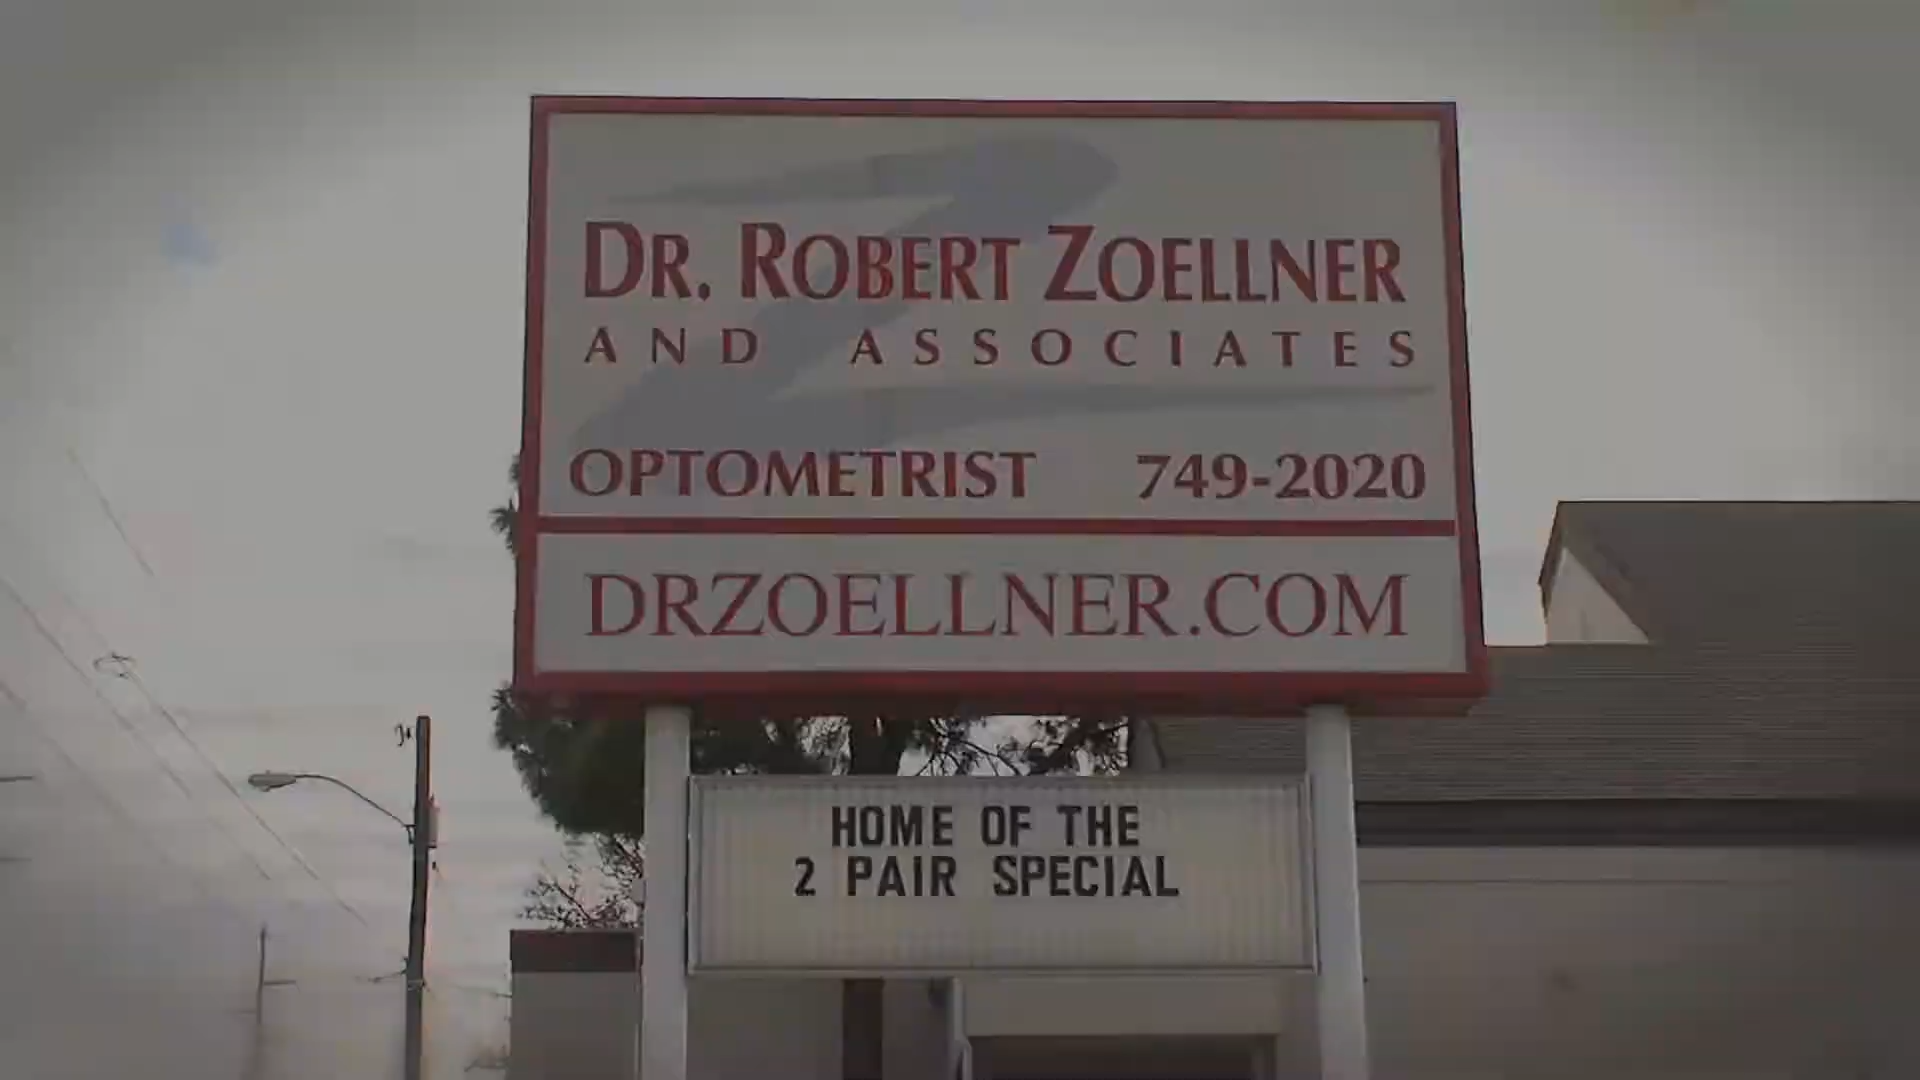 DR. ROBERT ZOELLNER
AND ASSOCIATES
OPTOMETRIST 749-2020
DRZOELLNER.COM
HOME OF THE
2 PAIR SPECIAL